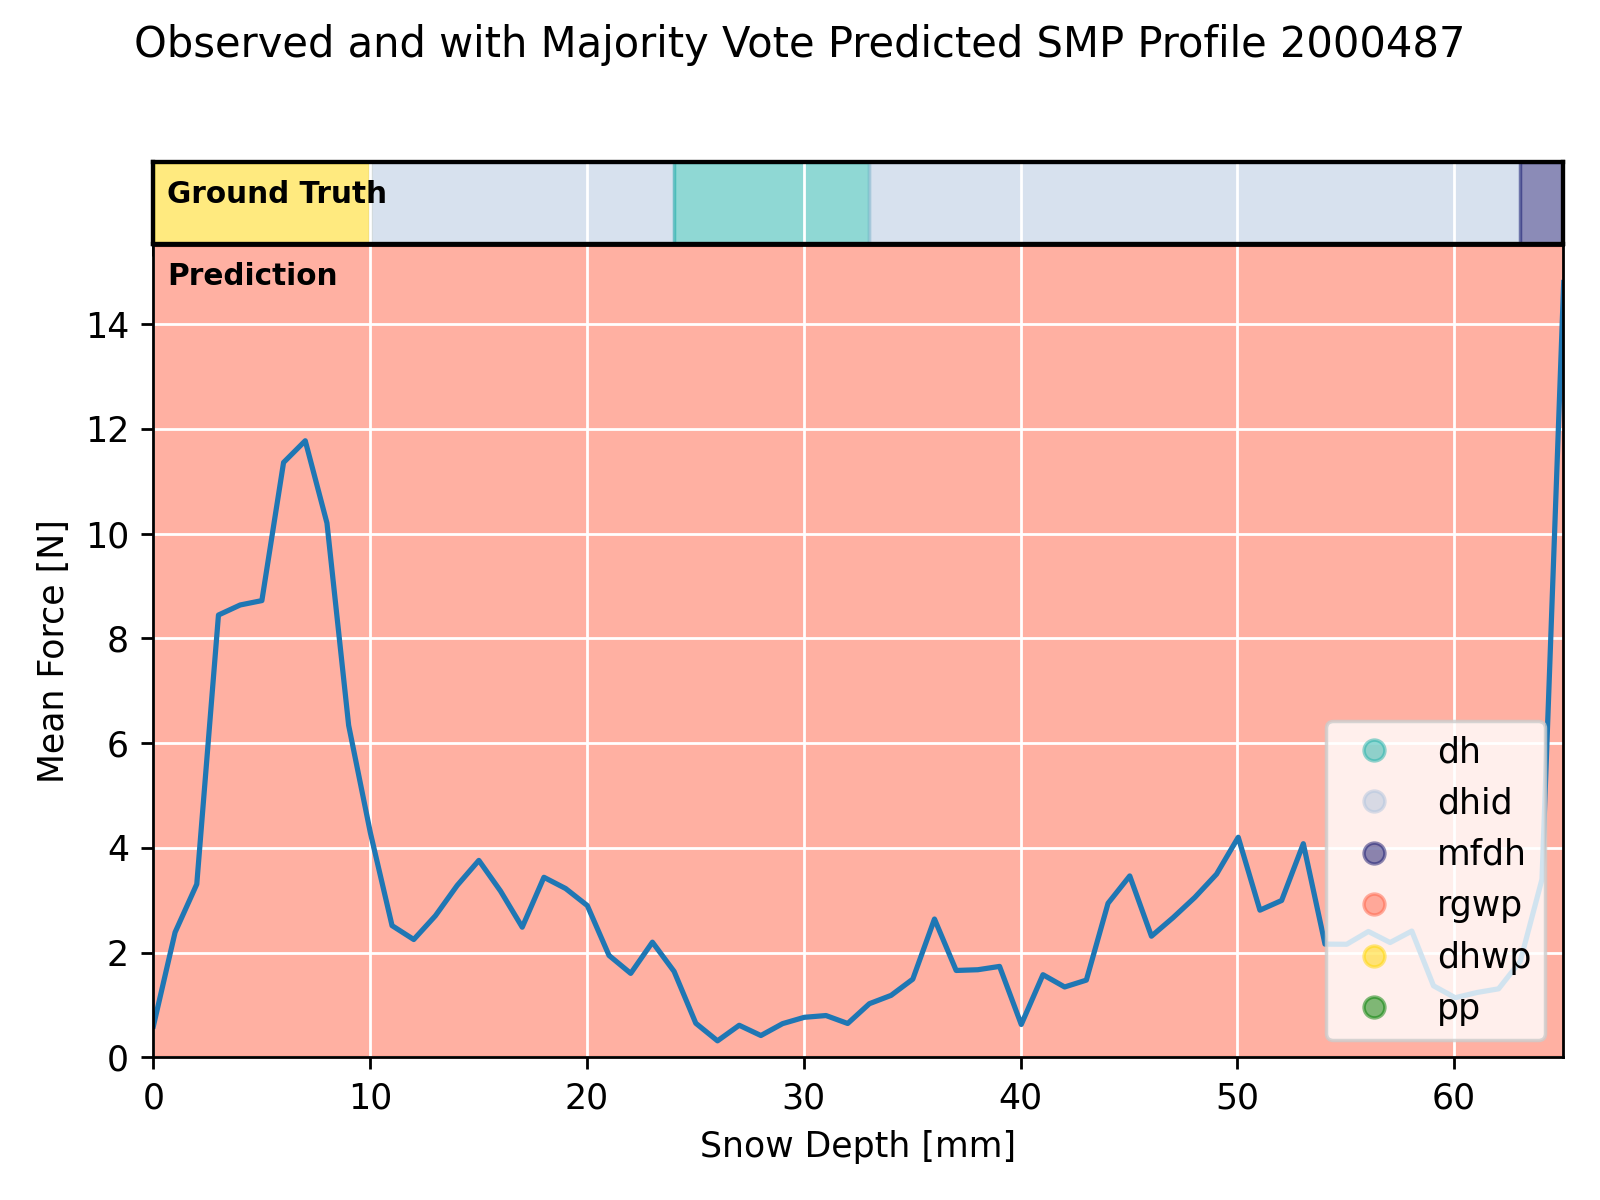 Observed and with Majority Vote Predicted SMP Profile 2000487
Ground Truth
Prediction
14
12
10
8
6
4
2
0
Mean Force [N]
dh
dhid
mfdh
rgwp
dhwp
pp
0 10 20 30 40 50 60
Snow Depth [mm]